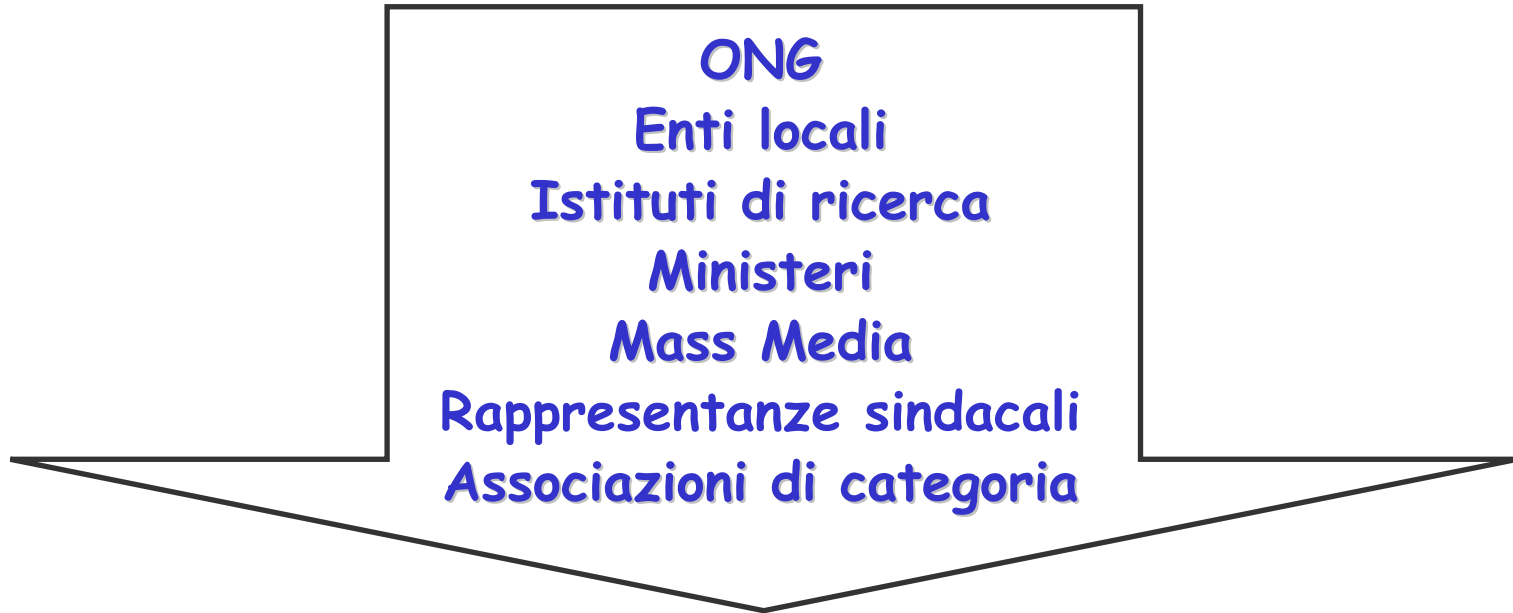 ONG
Enti locali
Istituti di ricerca
Ministeri
Mass Media
Rappresentanze sindacali
Associazioni di categoria